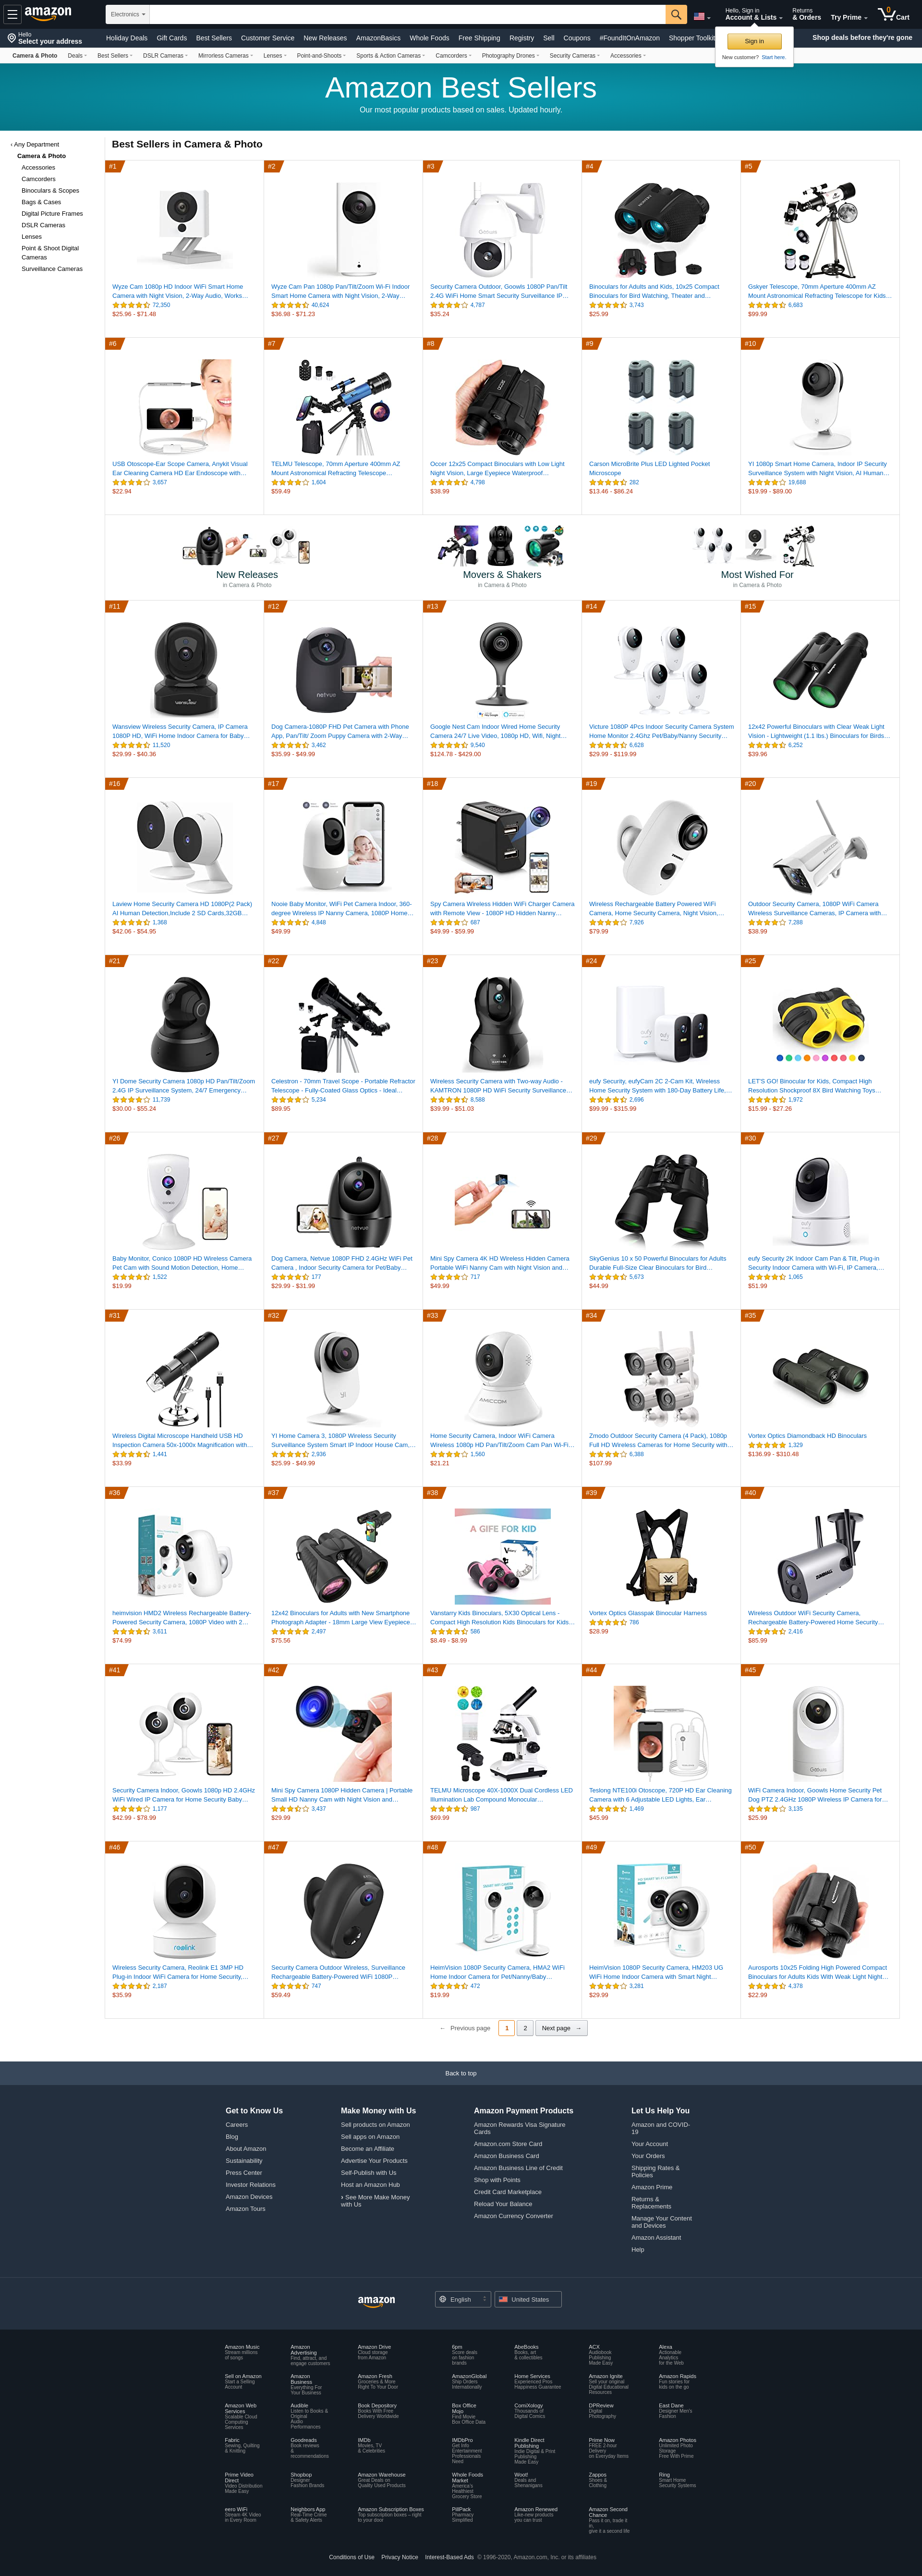 amazon
Electronics
Hello, Sign in
Account & Lists
Returns
& Orders
Try Prime
0
Cart
Hello
Select your address
Holiday Deals Gift Cards Best Sellers Customer Service New Releases AmazonBasics Whole Foods Free Shipping Registry Sell Coupons #FoundItOnAmazon Shopper Toolkit
Shop deals before they're gone
Sign in
New customer? Start here.
Camera & Photo Deals Best Sellers DSLR Cameras Mirrorless Cameras Lenses Point-and-Shoots Sports & Action Cameras Camcorders Photography Drones Security Cameras Accessories
Amazon Best Sellers
Our most popular products based on sales. Updated hourly.
‹ Any Department
Camera & Photo
Accessories
Camcorders
Binoculars & Scopes
Bags & Cases
Digital Picture Frames
DSLR Cameras
Lenses
Point & Shoot Digital
Cameras
Surveillance Cameras
Best Sellers in Camera & Photo
#1
Wyze Cam 1080p HD Indoor WiFi Smart Home
Camera with Night Vision, 2-Way Audio, Works…
72,350
$25.96 - $71.48
#2
Wyze Cam Pan 1080p Pan/Tilt/Zoom Wi-Fi Indoor
Smart Home Camera with Night Vision, 2-Way…
40,624
$36.98 - $71.23
#3
Security Camera Outdoor, Goowls 1080P Pan/Tilt
2.4G WiFi Home Smart Security Surveillance IP…
4,787
$35.24
#4
Binoculars for Adults and Kids, 10x25 Compact
Binoculars for Bird Watching, Theater and…
3,743
$25.99
#5
Gskyer Telescope, 70mm Aperture 400mm AZ
Mount Astronomical Refracting Telescope for Kids…
6,683
$99.99
#6
USB Otoscope-Ear Scope Camera, Anykit Visual
Ear Cleaning Camera HD Ear Endoscope with…
3,657
$22.94
#7
TELMU Telescope, 70mm Aperture 400mm AZ
Mount Astronomical Refracting Telescope…
1,604
$59.49
#8
Occer 12x25 Compact Binoculars with Low Light
Night Vision, Large Eyepiece Waterproof…
4,798
$38.99
#9
Carson MicroBrite Plus LED Lighted Pocket
Microscope
282
$13.46 - $86.24
#10
YI 1080p Smart Home Camera, Indoor IP Security
Surveillance System with Night Vision, AI Human…
19,688
$19.99 - $89.00
New Releases
in Camera & Photo
Movers & Shakers
in Camera & Photo
Most Wished For
in Camera & Photo
#11
Wansview Wireless Security Camera, IP Camera
1080P HD, WiFi Home Indoor Camera for Baby…
11,520
$29.99 - $40.36
#12
netvue
Dog Camera-1080P FHD Pet Camera with Phone
App, Pan/Tilt/ Zoom Puppy Camera with 2-Way…
3,462
$35.99 - $49.99
#13
Google Nest Cam Indoor Wired Home Security
Camera 24/7 Live Video, 1080p HD, Wifi, Night…
9,540
$124.78 - $429.00
#14
Victure 1080P 4Pcs Indoor Security Camera System
Home Monitor 2.4Ghz Pet/Baby/Nanny Security…
6,628
$29.99 - $119.99
#15
12x42 Powerful Binoculars with Clear Weak Light
Vision - Lightweight (1.1 lbs.) Binoculars for Birds…
6,252
$39.96
#16
Laview Home Security Camera HD 1080P(2 Pack)
AI Human Detection,Include 2 SD Cards,32GB…
1,368
$42.06 - $54.95
#17
Nooie Baby Monitor, WiFi Pet Camera Indoor, 360-
degree Wireless IP Nanny Camera, 1080P Home…
4,848
$49.99
#18
Spy Camera Wireless Hidden WiFi Charger Camera
with Remote View - 1080P HD Hidden Nanny…
687
$49.99 - $59.99
#19
Wireless Rechargeable Battery Powered WiFi
Camera, Home Security Camera, Night Vision,…
7,926
$79.99
#20
Outdoor Security Camera, 1080P WiFi Camera
Wireless Surveillance Cameras, IP Camera with…
7,288
$38.99
#21
YI Dome Security Camera 1080p HD Pan/Tilt/Zoom
2.4G IP Surveillance System, 24/7 Emergency…
11,739
$30.00 - $55.24
#22
Celestron - 70mm Travel Scope - Portable Refractor
Telescope - Fully-Coated Glass Optics - Ideal…
5,234
$89.95
#23
Wireless Security Camera with Two-way Audio -
KAMTRON 1080P HD WiFi Security Surveillance…
8,588
$39.99 - $51.03
#24
eufy Security, eufyCam 2C 2-Cam Kit, Wireless
Home Security System with 180-Day Battery Life,…
2,696
$99.99 - $315.99
#25
LET'S GO! Binocular for Kids, Compact High
Resolution Shockproof 8X Bird Watching Toys…
1,972
$15.99 - $27.26
#26
Baby Monitor, Conico 1080P HD Wireless Camera
Pet Cam with Sound Motion Detection, Home…
1,522
$19.99
#27
netvue
Dog Camera, Netvue 1080P FHD 2.4GHz WiFi Pet
Camera , Indoor Security Camera for Pet/Baby…
177
$29.99 - $31.99
#28
Mini Spy Camera 4K HD Wireless Hidden Camera
Portable WiFi Nanny Cam with Night Vision and…
717
$49.99
#29
SkyGenius 10 x 50 Powerful Binoculars for Adults
Durable Full-Size Clear Binoculars for Bird…
5,673
$44.99
#30
eufy Security 2K Indoor Cam Pan & Tilt, Plug-in
Security Indoor Camera with Wi-Fi, IP Camera,…
1,065
$51.99
#31
Wireless Digital Microscope Handheld USB HD
Inspection Camera 50x-1000x Magnification with…
1,441
$33.99
#32
YI Home Camera 3, 1080P Wireless Security
Surveillance System Smart IP Indoor House Cam,…
2,936
$25.99 - $49.99
#33
AMICCOM
Home Security Camera, Indoor WiFi Camera
Wireless 1080p HD Pan/Tilt/Zoom Cam Pan Wi-Fi…
1,560
$21.21
#34
Zmodo Outdoor Security Camera (4 Pack), 1080p
Full HD Wireless Cameras for Home Security with…
6,388
$107.99
#35
Vortex Optics Diamondback HD Binoculars
1,329
$136.99 - $310.48
#36
heimvision HMD2 Wireless Rechargeable Battery-
Powered Security Camera, 1080P Video with 2…
3,611
$74.99
#37
12x42 Binoculars for Adults with New Smartphone
Photograph Adapter - 18mm Large View Eyepiece…
2,497
$75.56
#38
A GIFE FOR KID
Vanstarry Kids Binoculars, 5X30 Optical Lens -
Compact High Resolution Kids Binoculars for Kids…
586
$8.49 - $8.99
#39
Vortex Optics Glasspak Binocular Harness
786
$28.99
#40
Wireless Outdoor WiFi Security Camera,
Rechargeable Battery-Powered Home Security…
2,416
$85.99
#41
Security Camera Indoor, Goowls 1080p HD 2.4GHz
WiFi Wired IP Camera for Home Security Baby…
1,177
$42.99 - $78.99
#42
Mini Spy Camera 1080P Hidden Camera | Portable
Small HD Nanny Cam with Night Vision and…
3,437
$29.99
#43
TELMU Microscope 40X-1000X Dual Cordless LED
Illumination Lab Compound Monocular…
987
$69.99
#44
Teslong NTE100i Otoscope, 720P HD Ear Cleaning
Camera with 6 Adjustable LED Lights, Ear…
1,469
$45.99
#45
WiFi Camera Indoor, Goowls Home Security Pet
Dog PTZ 2.4GHz 1080P Wireless IP Camera for…
3,135
$25.99
#46
reolink
Wireless Security Camera, Reolink E1 3MP HD
Plug-in Indoor WiFi Camera for Home Security,…
2,187
$35.99
#47
Security Camera Outdoor Wireless, Surveillance
Rechargeable Battery-Powered WiFi 1080P…
747
$59.49
#48
HeimVision 1080P Security Camera, HMA2 WiFi
Home Indoor Camera for Pet/Nanny/Baby…
472
$19.99
#49
HeimVision 1080P Security Camera, HM203 UG
WiFi Home Indoor Camera with Smart Night…
3,281
$29.99
#50
Aurosports 10x25 Folding High Powered Compact
Binoculars for Adults Kids With Weak Light Night…
4,378
$22.99
← Previous page 1 2 Next page →
Back to top
Get to Know Us
Careers
Blog
About Amazon
Sustainability
Press Center
Investor Relations
Amazon Devices
Amazon Tours
Make Money with Us
Sell products on Amazon
Sell apps on Amazon
Become an Affiliate
Advertise Your Products
Self-Publish with Us
Host an Amazon Hub
› See More Make Money
with Us
Amazon Payment Products
Amazon Rewards Visa Signature
Cards
Amazon.com Store Card
Amazon Business Card
Amazon Business Line of Credit
Shop with Points
Credit Card Marketplace
Reload Your Balance
Amazon Currency Converter
Let Us Help You
Amazon and COVID-
19
Your Account
Your Orders
Shipping Rates &
Policies
Amazon Prime
Returns &
Replacements
Manage Your Content
and Devices
Amazon Assistant
Help
amazon
English
United States
Amazon Music
Stream millions
of songs
Amazon
Advertising
Find, attract, and
engage customers
Amazon Drive
Cloud storage
from Amazon
6pm
Score deals
on fashion
brands
AbeBooks
Books, art
& collectibles
ACX
Audiobook
Publishing
Made Easy
Alexa
Actionable
Analytics
for the Web
Sell on Amazon
Start a Selling
Account
Amazon
Business
Everything For
Your Business
Amazon Fresh
Groceries & More
Right To Your Door
AmazonGlobal
Ship Orders
Internationally
Home Services
Experienced Pros
Happiness Guarantee
Amazon Ignite
Sell your original
Digital Educational
Resources
Amazon Rapids
Fun stories for
kids on the go
Amazon Web
Services
Scalable Cloud
Computing
Services
Audible
Listen to Books &
Original
Audio
Performances
Book Depository
Books With Free
Delivery Worldwide
Box Office
Mojo
Find Movie
Box Office Data
ComiXology
Thousands of
Digital Comics
DPReview
Digital
Photography
East Dane
Designer Men's
Fashion
Fabric
Sewing, Quilting
& Knitting
Goodreads
Book reviews
&
recommendations
IMDb
Movies, TV
& Celebrities
IMDbPro
Get Info
Entertainment
Professionals
Need
Kindle Direct
Publishing
Indie Digital & Print
Publishing
Made Easy
Prime Now
FREE 2-hour
Delivery
on Everyday Items
Amazon Photos
Unlimited Photo
Storage
Free With Prime
Prime Video
Direct
Video Distribution
Made Easy
Shopbop
Designer
Fashion Brands
Amazon Warehouse
Great Deals on
Quality Used Products
Whole Foods
Market
America's
Healthiest
Grocery Store
Woot!
Deals and
Shenanigans
Zappos
Shoes &
Clothing
Ring
Smart Home
Security Systems
eero WiFi
Stream 4K Video
in Every Room
Neighbors App
Real-Time Crime
& Safety Alerts
Amazon Subscription Boxes
Top subscription boxes – right
to your door
PillPack
Pharmacy
Simplified
Amazon Renewed
Like-new products
you can trust
Amazon Second
Chance
Pass it on, trade it
in,
give it a second life
Conditions of Use Privacy Notice Interest-Based Ads © 1996-2020, Amazon.com, Inc. or its affiliates